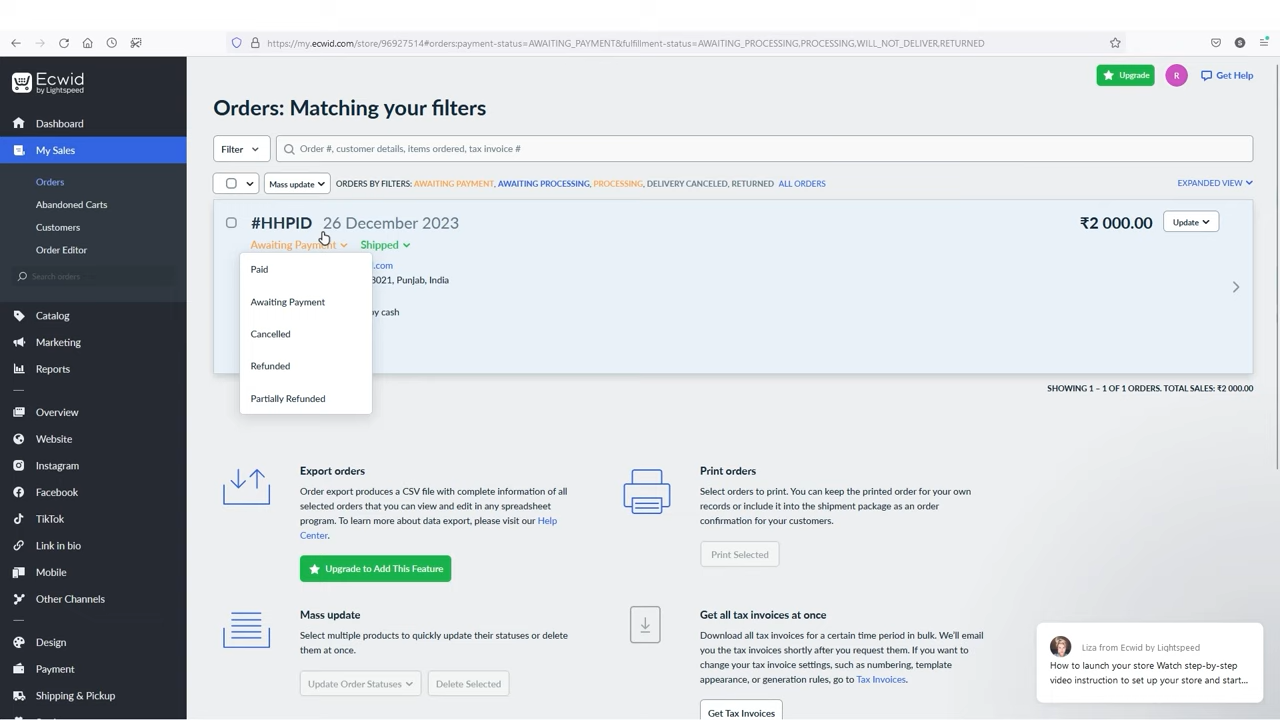 https://my.ecwid.com/store/96927514#orders:payment-status=AWAITING_PAYMENT&fulfillment-status=AWAITING_PROCESSING,PROCESSING,WILL_NOT_DELIVER,RETURNED
Ecwid
by Lightspeed
Upgrade
R
Get Help
Dashboard
My Sales
Orders
Abandoned Carts
Customers
Order Editor
Search orders
Catalog
Marketing
Reports
Overview
Website
Instagram
Facebook
TikTok
Link in bio
Mobile
Other Channels
Design
Payment
Shipping & Pickup
Orders: Matching your filters
Filter
Order #, customer details, items ordered, tax invoice #
Mass update
ORDERS BY FILTERS: AWAITING PAYMENT, AWAITING PROCESSING, PROCESSING, DELIVERY CANCELED, RETURNED ALL ORDERS
EXPANDED VIEW
#HHPID 26 December 2023
₹2 000.00
Update
Awaiting Payment
Shipped
Paid
Awaiting Payment
Cancelled
Refunded
Partially Refunded
l.com
3021, Punjab, India
by cash
SHOWING 1 – 1 OF 1 ORDERS. TOTAL SALES: ₹2 000.00
Export orders
Order export produces a CSV file with complete information of all
selected orders that you can view and edit in any spreadsheet
program. To learn more about data export, please visit our Help
Center.
Upgrade to Add This Feature
Print orders
Select orders to print. You can keep the printed order for your own
records or include it into the shipment package as an order
confirmation for your customers.
Print Selected
Mass update
Select multiple products to quickly update their statuses or delete
them at once.
Update Order Statuses
Delete Selected
Get all tax invoices at once
Download all tax invoices for a certain time period in bulk. We'll email
you the tax invoices shortly after you request them. If you want to
change your tax invoice settings, such as numbering, template
appearance, or generation rules, go to Tax Invoices.
Get Tax Invoices
Liza from Ecwid by Lightspeed
How to launch your store Watch step-by-step
video instruction to set up your store and start...